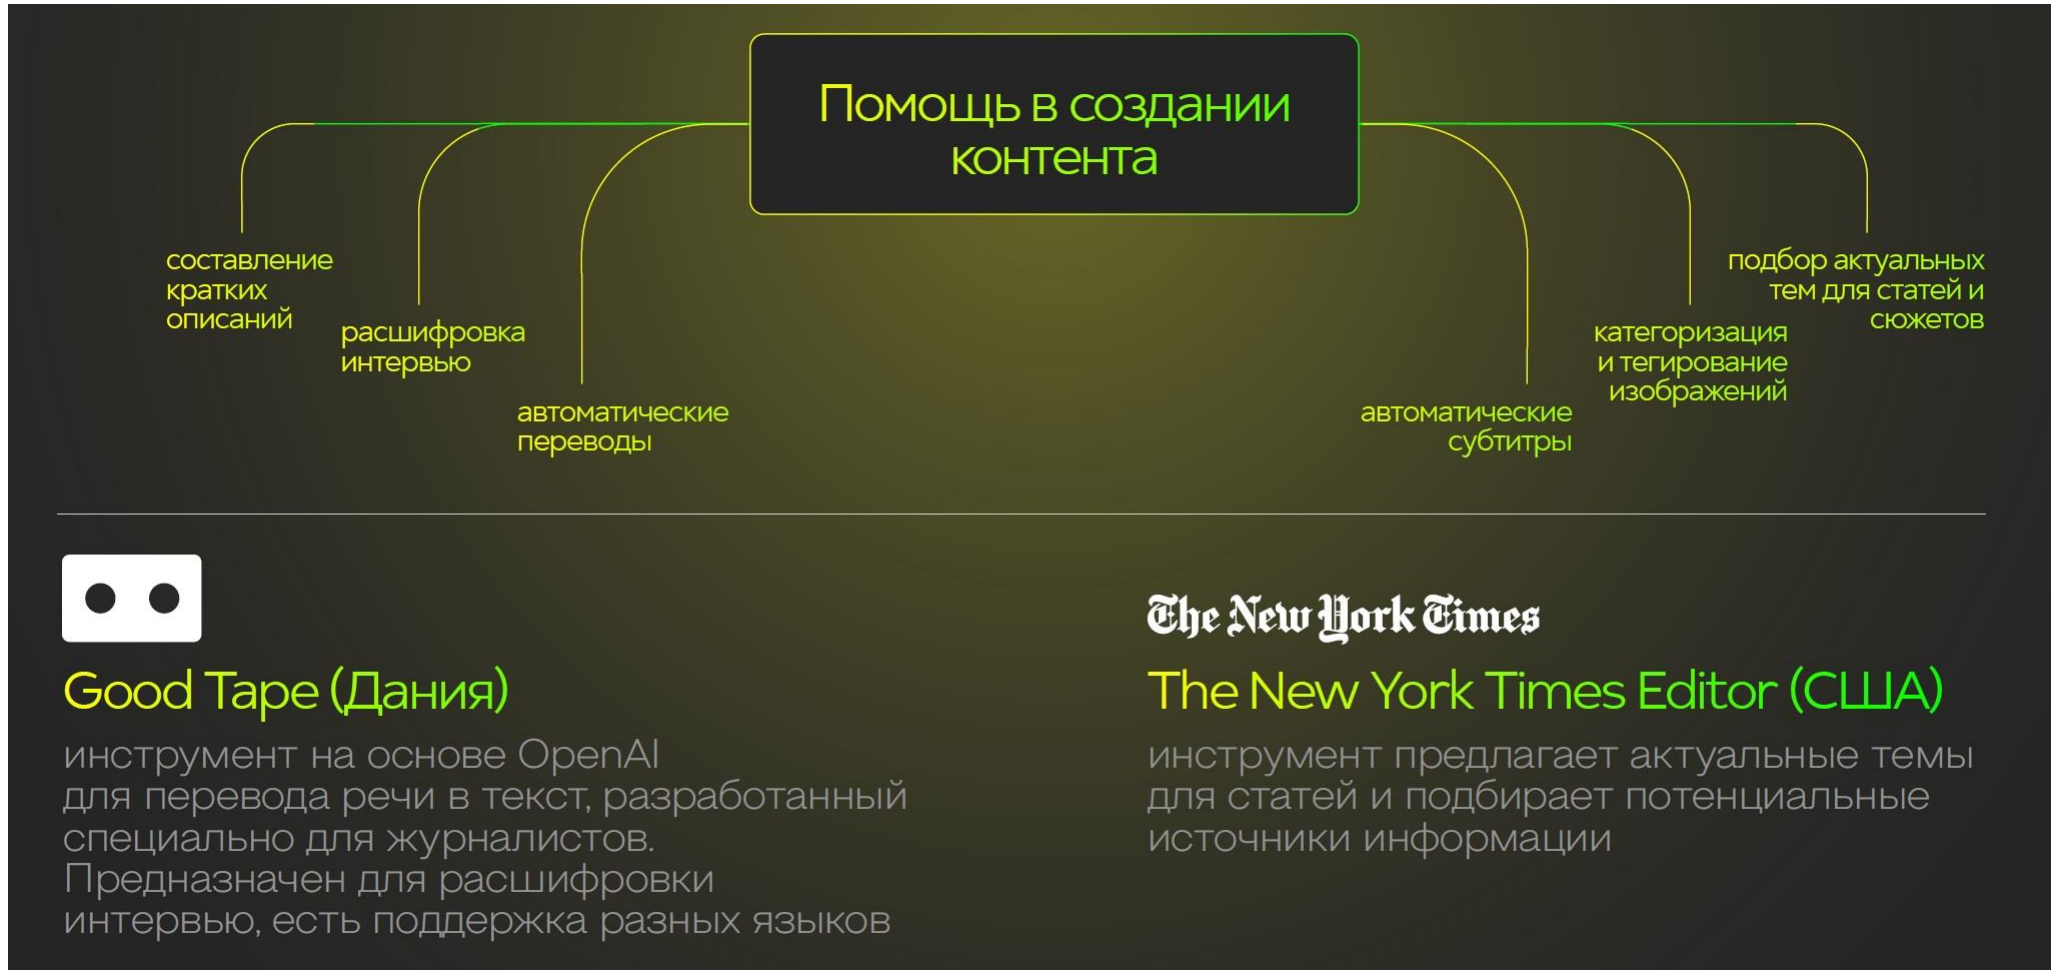 Помощь в создании
контента
составление
кратких
описаний
расшифровка
интервью
автоматические
переводы
автоматические
субтитры
категоризация
и тегирование
изображений
подбор актуальных
тем для статей и
сюжетов
Good Tape (Дания)
инструмент на основе OpenAI
для перевода речи в текст, разработанный
специально для журналистов.
Предназначен для расшифровки
интервью, есть поддержка разных языков
The New York Times
The New York Times Editor (США)
инструмент предлагает актуальные темы
для статей и подбирает потенциальные
источники информации